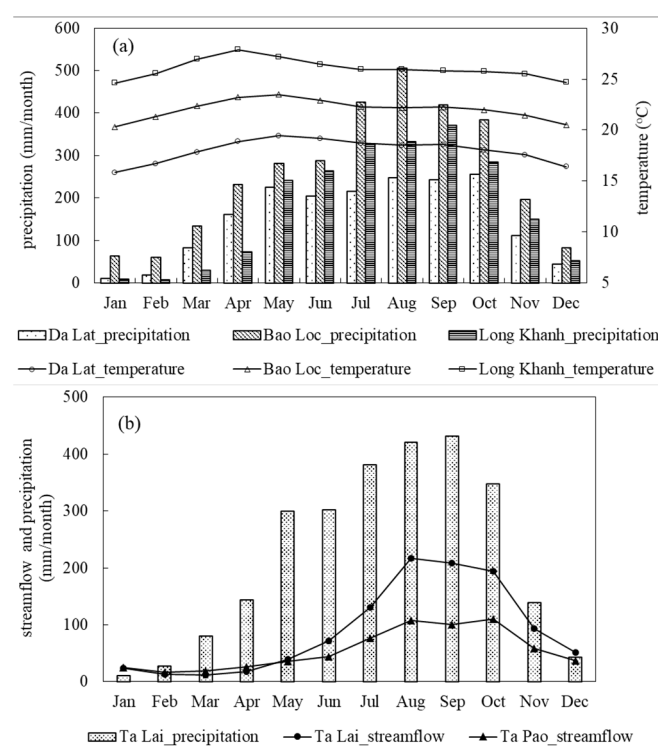 (a)
600
500
400
300
200
100
0
precipitation (mm/month)
30
25
20
15
10
5
temperature (°C)
Jan Feb Mar Apr May Jun Jul Aug Sep Oct Nov Dec
Da Lat_precipitation Bao Loc_precipitation Long Khanh_precipitation
Da Lat_temperature Bao Loc_temperature Long Khanh_temperature
(b)
500
400
300
200
100
0
streamflow and precipitation
(mm/month)
Jan Feb Mar Apr May Jun Jul Aug Sep Oct Nov Dec
Ta Lai_precipitation Ta Lai_streamflow Ta Pao_streamflow